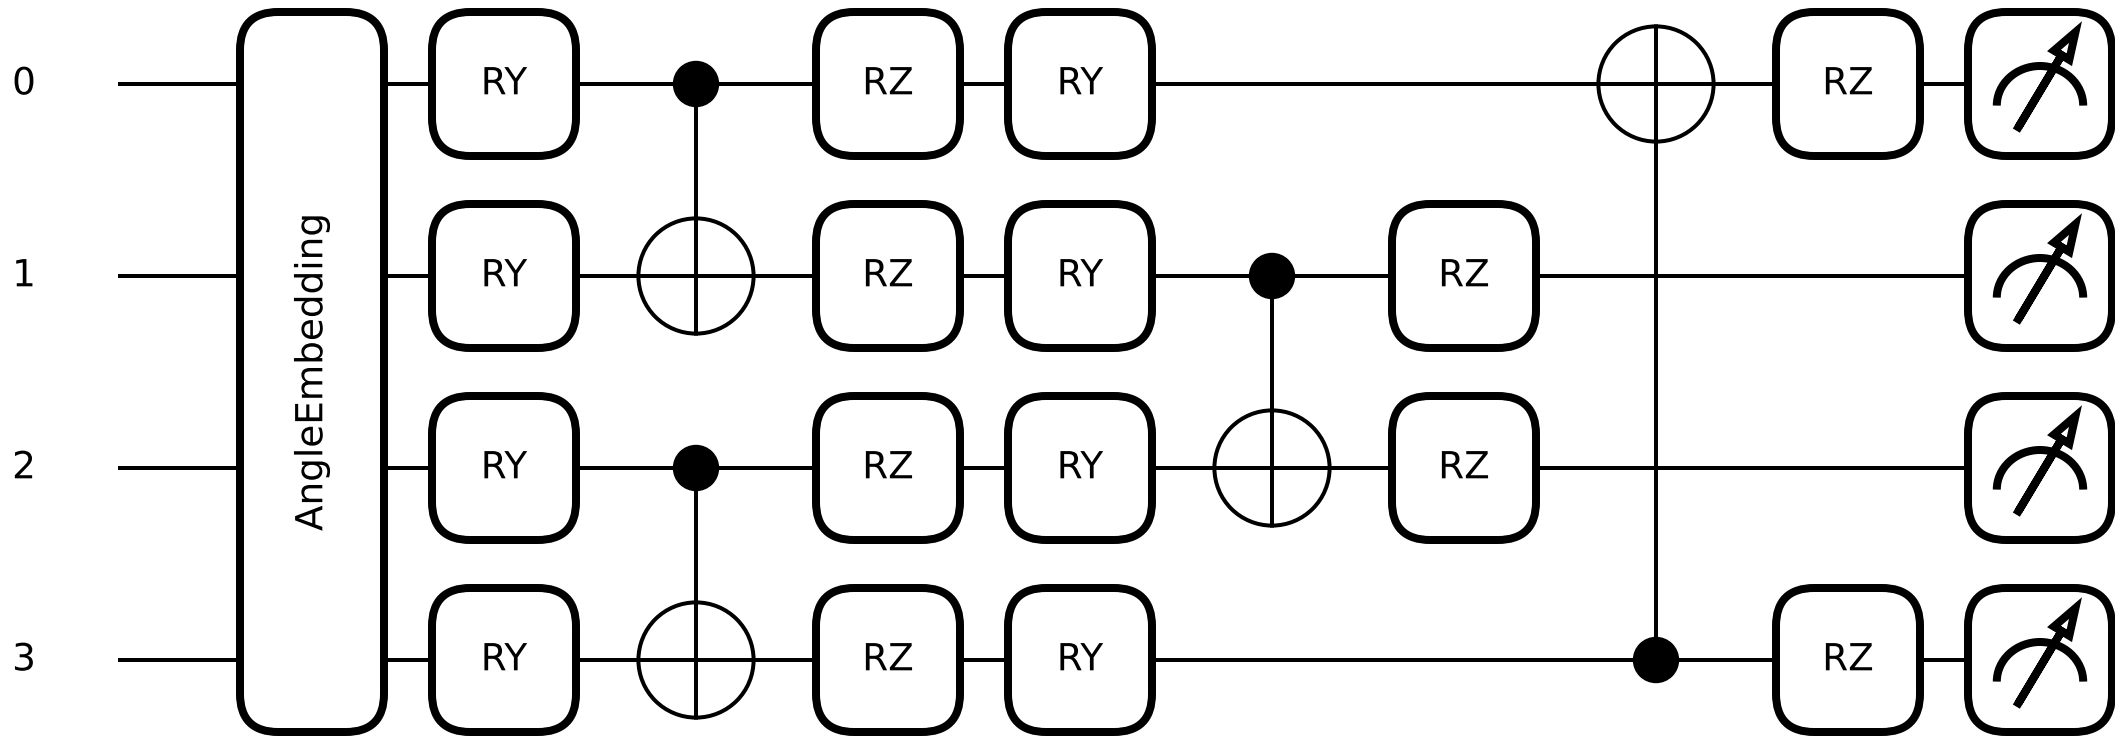 0 RY RZ RY RZ
1 RY RZ RY RZ
AngleEmbedding
2 RY RZ RY RZ
3 RY RZ RY RZ